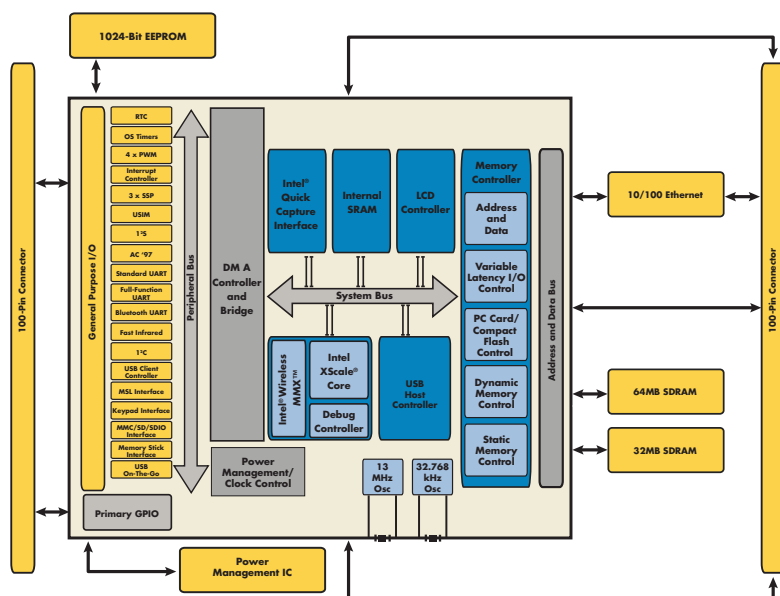 1024-Bit EEPROM
100-Pin Connector
General Purpose I/O
RTC
OS Timers
4 x PWM
Interrupt
Controller
3 x SSP
USIM
1²S
AC '97
Standard UART
Full-Function
UART
Bluetooth UART
Fast Infrared
1²C
USB Client
Controller
MSL Interface
Keypad Interface
MMC/SD/SDIO
Interface
Memory Stick
Interface
USB
On-The-Go
Primary GPIO
Peripheral Bus
DM A
Controller
and
Bridge
Power
Management/
Clock Control
Intel®
Quick
Capture
Interface
Internal
SRAM
LCD
Controller
System Bus
Intel®Wireless
MMX™
Intel
XScale®
Core
Debug
Controller
USB
Host
Controller
13
MHz
Osc
32.768
kHz
Osc
Memory
Controller
Address
and
Data
Variable
Latency I/O
Control
PC Card/
Compact
Flash
Control
Dynamic
Memory
Control
Static
Memory
Control
Address and Data Bus
10/100 Ethernet
64MB SDRAM
32MB SDRAM
100-Pin Connector
Power
Management IC